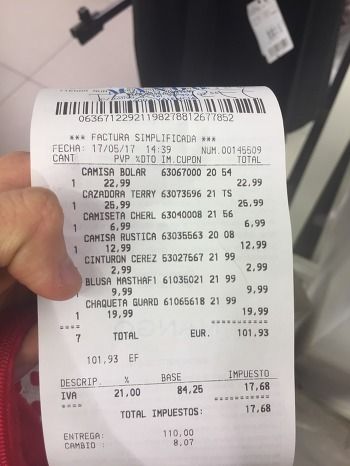 0636712292119827881267 7852
*** FACTURA SIMPLIFICADA ***
FECHA: 17/05/17 14:39 NUM.00145509
CANT PVP %DTO IM.CUPON TOTAL
CAMISA BOLAR 63067000 20 54
1 22,99 22,99
CAZADORA TERRY 63073596 21 TS
1 25,99 25,99
CAMISETA CHERL 63040008 21 56
1 6,99 6,99
CAMISA RUSTICA 63035563 20 08
1 12,99 12,99
CINTURON CEREZ 53027667 21 99
1 2,99 2,99
BLUSA MASTHAF1 61035021 21 99
1 9,99 9,99
CHAQUETA GUARD 61065618 21 99
1 19,99 19,99
==== ======
7 TOTAL EUR. 101,93
101,93 EF
DESCRIP. % BASE IMPUESTO
IVA 21,00 84,25 17,68
==== =======
TOTAL IMPUESTOS: 17,68
ENTREGA: 110,00
CAMBIO : 8,07